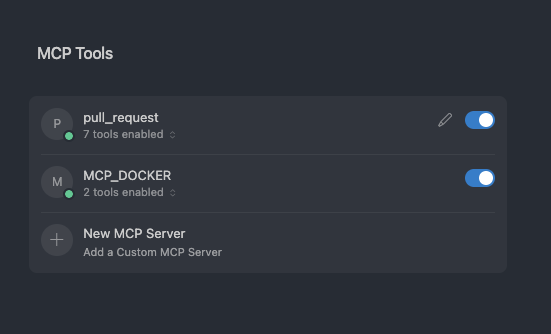 MCP Tools
P
pull_request
7 tools enabled
M
MCP_DOCKER
2 tools enabled
New MCP Server
Add a Custom MCP Server